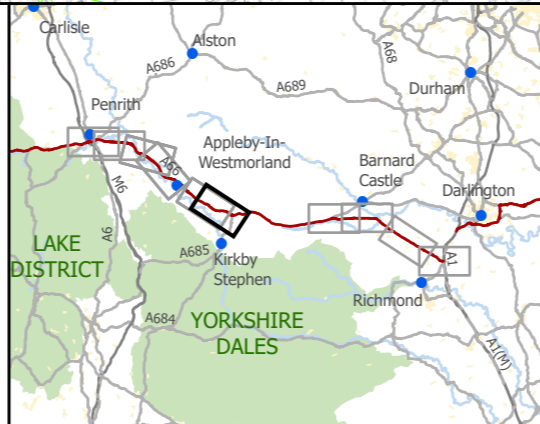 Carlisle
Alston
A686
A689
A68
Durham
Penrith
Appleby-In-
Westmorland
A66
Barnard
Castle
Darlington
M6
A6
LAKE
DISTRICT
A685
Kirkby
Stephen
A1
Richmond
A684
YORKSHIRE
DALES
A1(M)